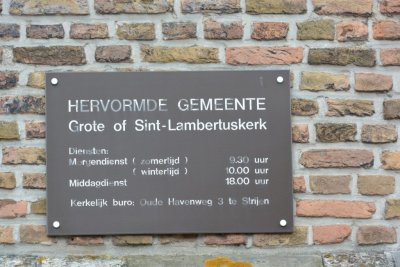 HERVORMDE GEMEENTE
Grote of Sint-Lambertuskerk
Diensten:
Morgendienst ( zomertijd ) 9.30 uur
( wintertijd ) 10.00 uur
Middagdienst 18.00 uur
Kerkelijk buro: Oude Havenweg 3 te Strijen